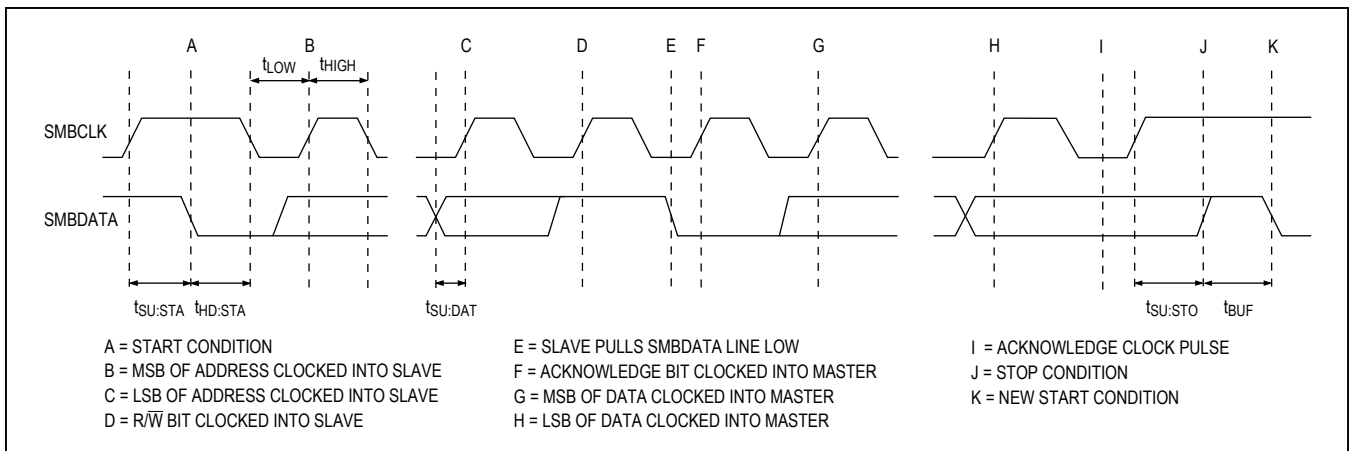 A B C D E F G H I J K
tLOW tHIGH
SMBCLK
SMBDATA
tSU:STA tHD:STA tSU:DAT tSU:STO tBUF
A = START CONDITION
B = MSB OF ADDRESS CLOCKED INTO SLAVE
C = LSB OF ADDRESS CLOCKED INTO SLAVE
D = R/W̅ BIT CLOCKED INTO SLAVE
E = SLAVE PULLS SMBDATA LINE LOW
F = ACKNOWLEDGE BIT CLOCKED INTO MASTER
G = MSB OF DATA CLOCKED INTO MASTER
H = LSB OF DATA CLOCKED INTO MASTER
I = ACKNOWLEDGE CLOCK PULSE
J = STOP CONDITION
K = NEW START CONDITION